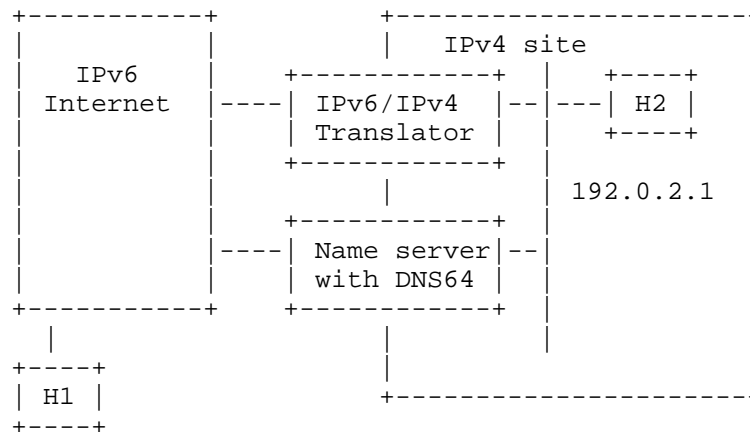 IPv4 site
IPv6
Internet
IPv6/IPv4
Translator
H2
192.0.2.1
Name server
with DNS64
H1